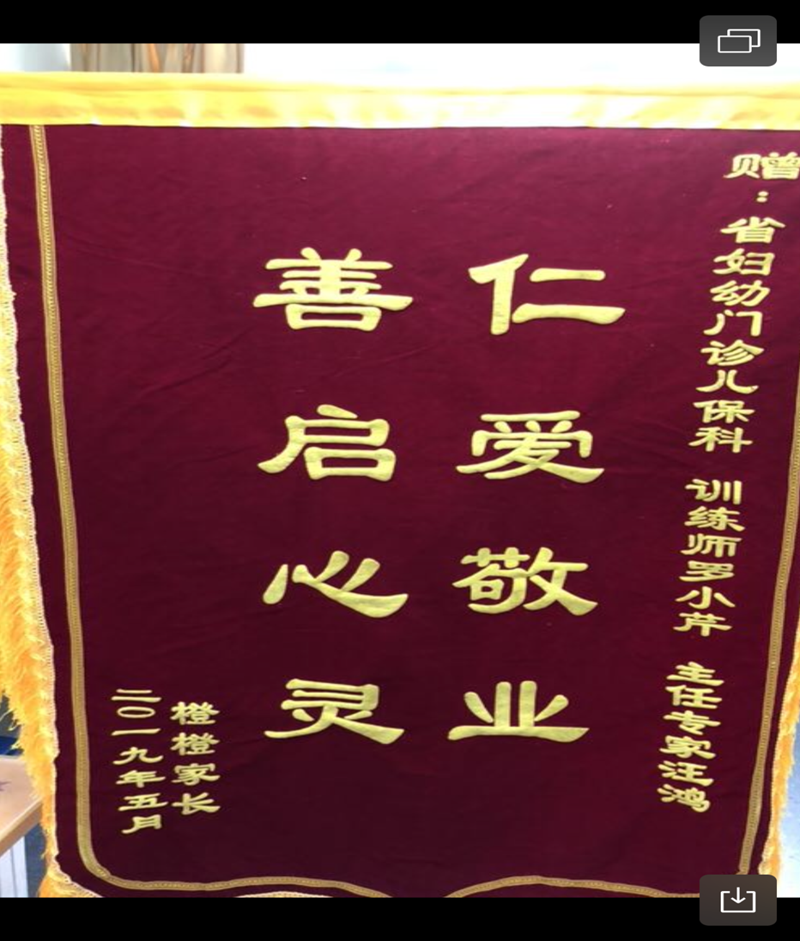 赠：省妇幼门诊儿保科 训练师罗小芹 主任专家汪鸿
仁爱敬业
善启心灵
橙橙家长
二〇一九年五月